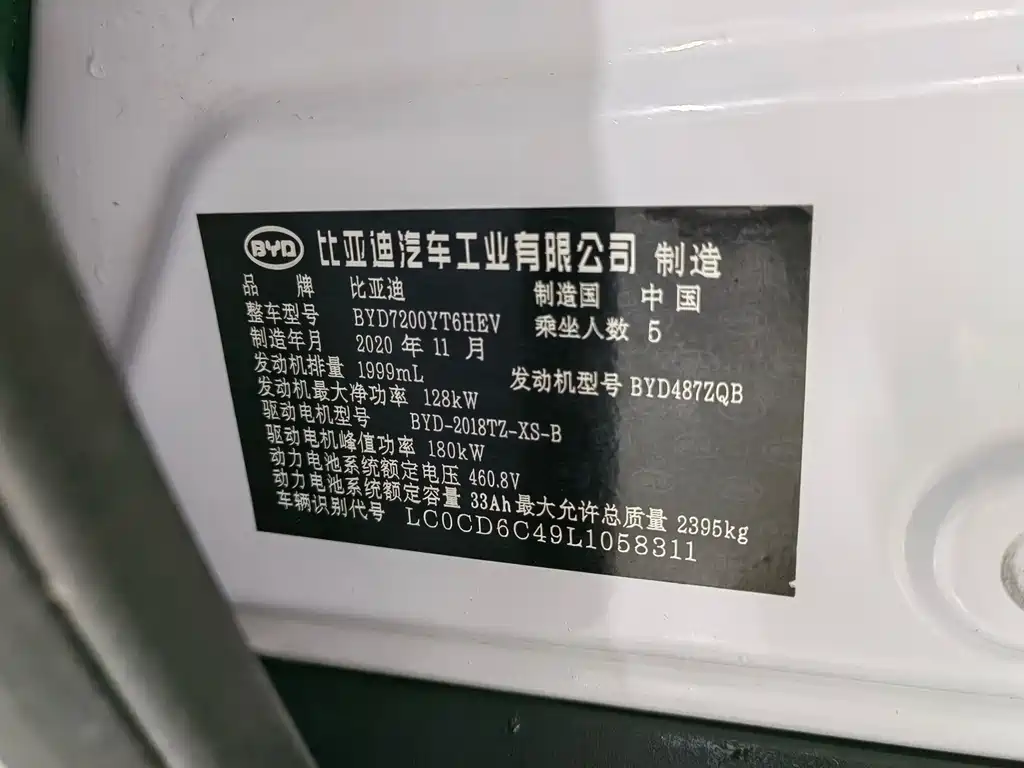 BYD 比亚迪汽车工业有限公司 制造
品 牌 比亚迪 制造国 中国
整车型号 BYD7200YT6HEV 乘坐人数 5
制造年月 2020 年 11 月
发动机排量 1999mL 发动机型号 BYD487ZQB
发动机最大净功率 128kW
驱动电机型号 BYD-2018TZ-XS-B
驱动电机峰值功率 180kW
动力电池系统额定电压 460.8V
动力电池系统额定容量 33Ah 最大允许总质量 2395kg
车辆识别代号 LC0CD6C49L1058311